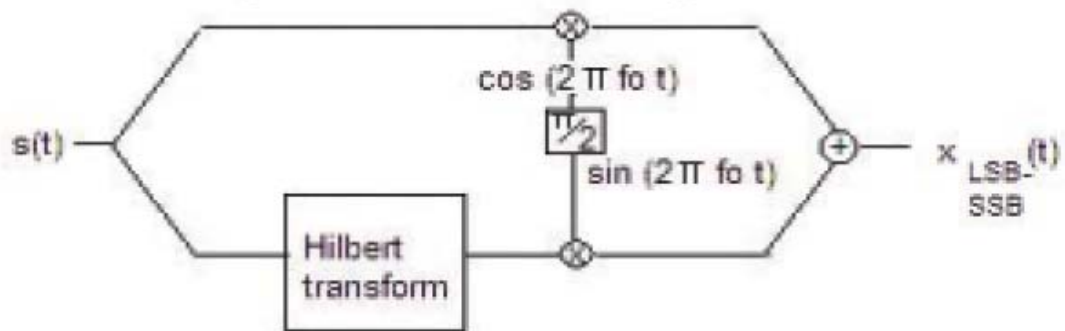 cos (2 π fo t)
π/2
s(t)
x LSB- (t)
SSB
sin (2 π fo t)
Hilbert
transform